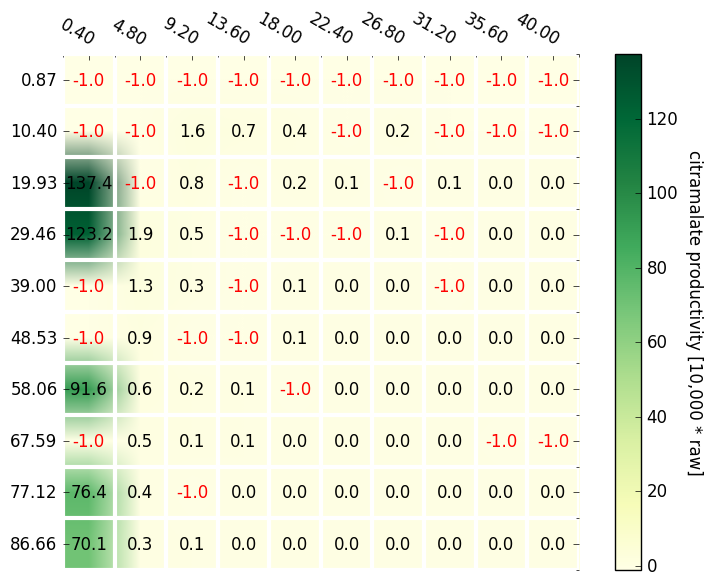 0.40 4.80 9.20 13.60 18.00 22.40 26.80 31.20 35.60 40.00
0.87 -1.0 -1.0 -1.0 -1.0 -1.0 -1.0 -1.0 -1.0 -1.0 -1.0
10.40 -1.0 -1.0 1.6 0.7 0.4 -1.0 0.2 -1.0 -1.0 -1.0
19.93 137.4 -1.0 0.8 -1.0 0.2 0.1 -1.0 0.1 0.0 0.0
29.46 123.2 1.9 0.5 -1.0 -1.0 -1.0 0.1 -1.0 0.0 0.0
39.00 -1.0 1.3 0.3 -1.0 0.1 0.0 0.0 -1.0 0.0 0.0
48.53 -1.0 0.9 -1.0 -1.0 0.1 0.0 0.0 0.0 0.0 0.0
58.06 91.6 0.6 0.2 0.1 -1.0 0.0 0.0 0.0 0.0 0.0
67.59 -1.0 0.5 0.1 0.1 0.0 0.0 0.0 0.0 -1.0 -1.0
77.12 76.4 0.4 -1.0 0.0 0.0 0.0 0.0 0.0 0.0 0.0
86.66 70.1 0.3 0.1 0.0 0.0 0.0 0.0 0.0 0.0 0.0
120
100
80
60
40
20
0
citramalate productivity [10,000 * raw]